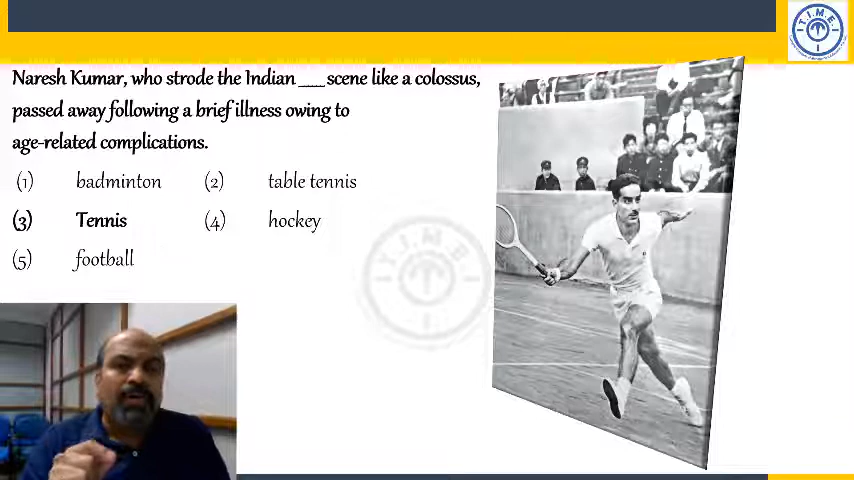 T.I.M.E.
Naresh Kumar, who strode the Indian ____ scene like a colossus,
passed away following a brief illness owing to
age-related complications.
(1) badminton (2) table tennis
(3) Tennis (4) hockey
(5) football
T.I.M.E.